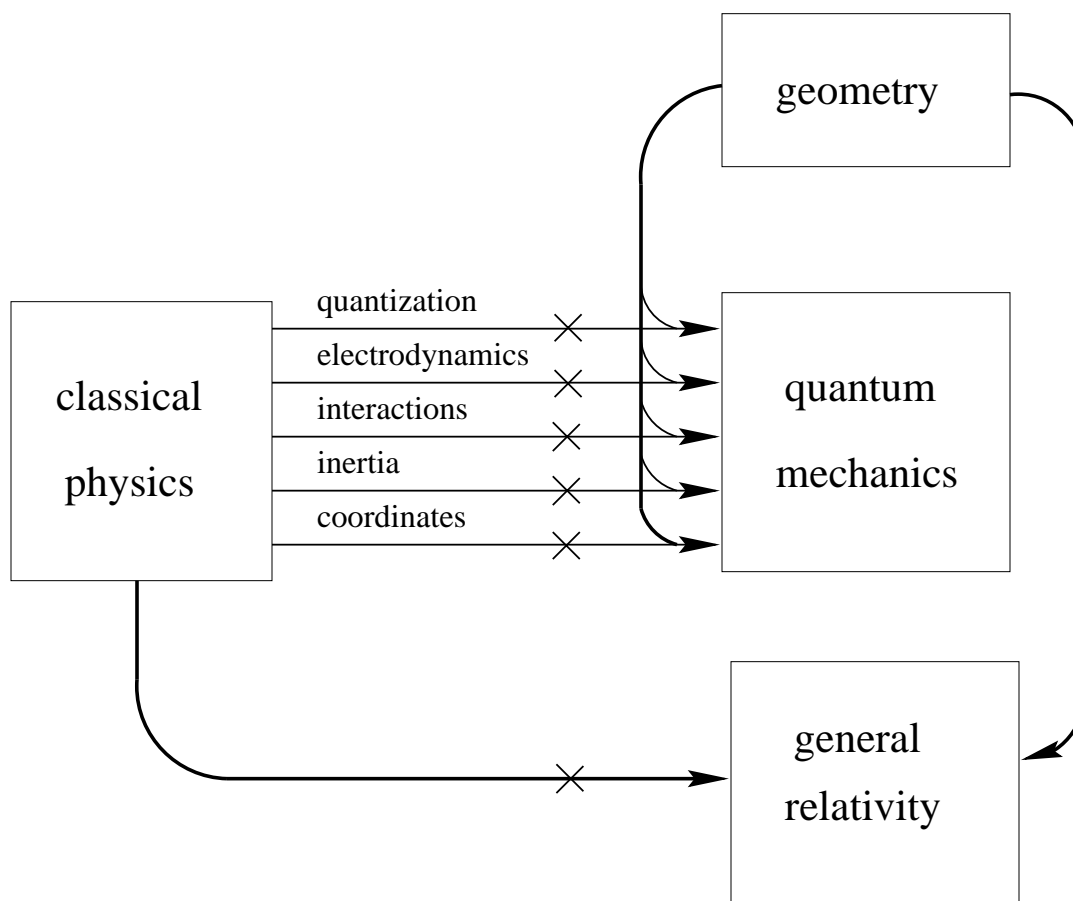 geometry
quantization
electrodynamics
interactions
inertia
coordinates
classical
physics
quantum
mechanics
general
relativity